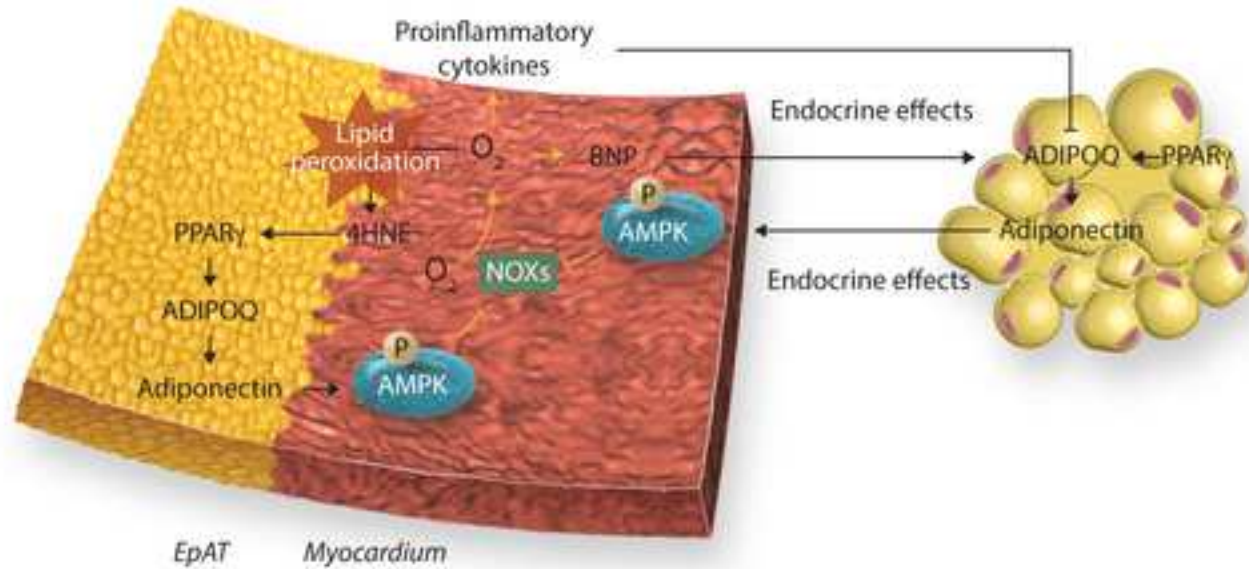 Proinflammatory
cytokines
Endocrine effects
Lipid
peroxidation
O2
BNP
ADIPOQ
PPARγ
P
AMPK
PPARγ
4HNE
Adiponectin
O2
NOXs
Endocrine effects
ADIPOQ
P
AMPK
Adiponectin
EpAT
Myocardium